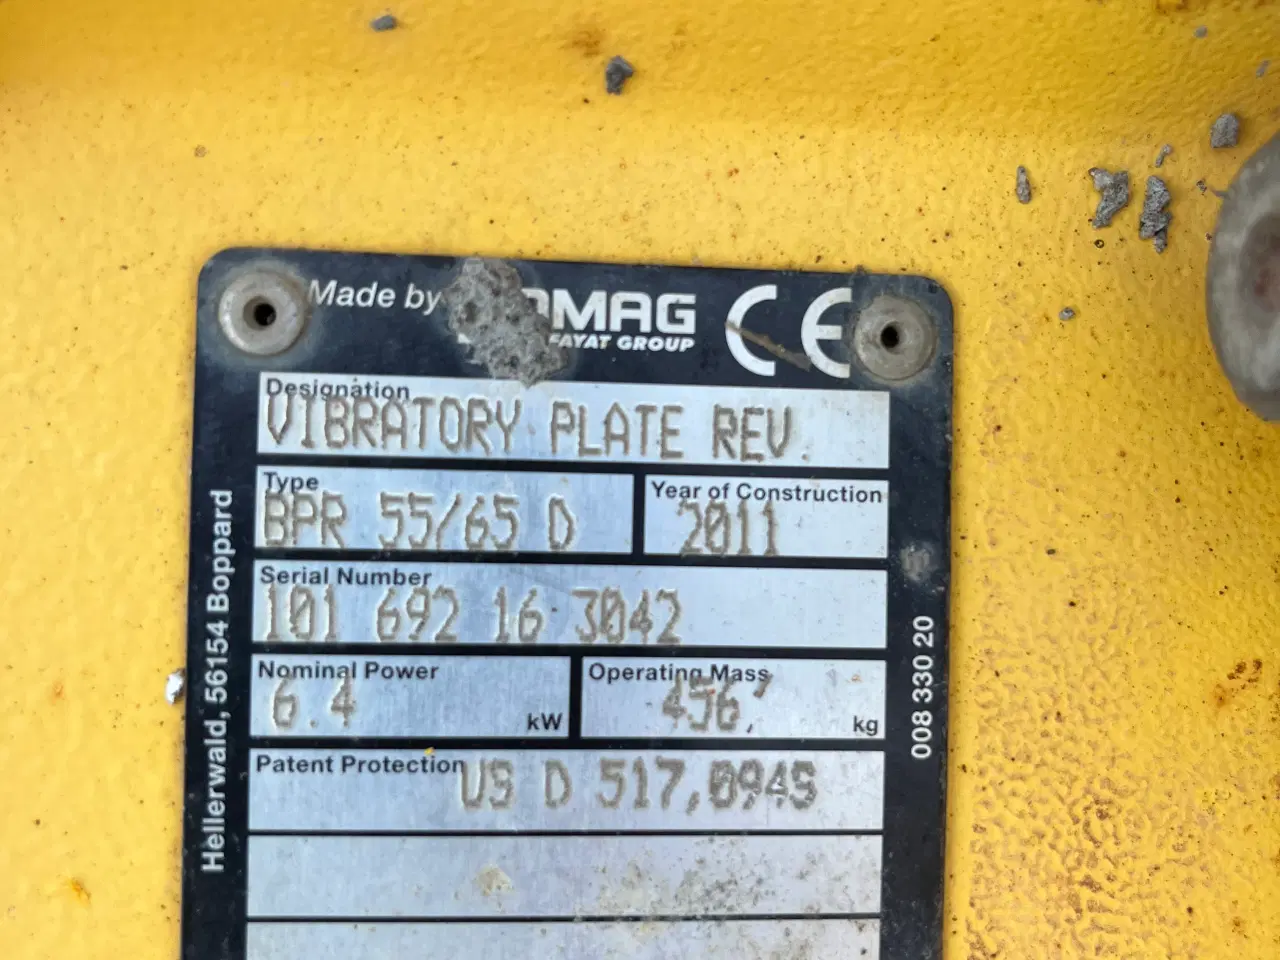 Made by BOMAG
FAYAT GROUP
CE
Designation
VIBRATORY PLATE REV.
Type
BPR 55/65 D
Year of Construction
2011
Serial Number
101 692 16 3042
Nominal Power
6.4 kW
Operating Mass
456, kg
Patent Protection
US D 517,094S
Hellerwald, 56154 Boppard
008 330 20